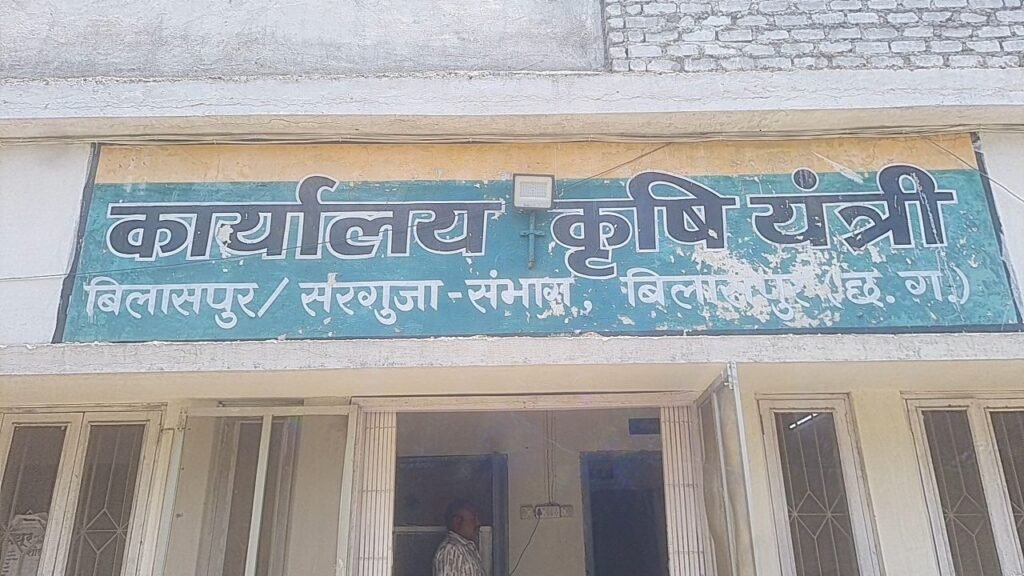 कार्यालय कृषि यंत्री
बिलासपुर / सरगुजा - संभाग, बिलासपुर (छ. ग.)